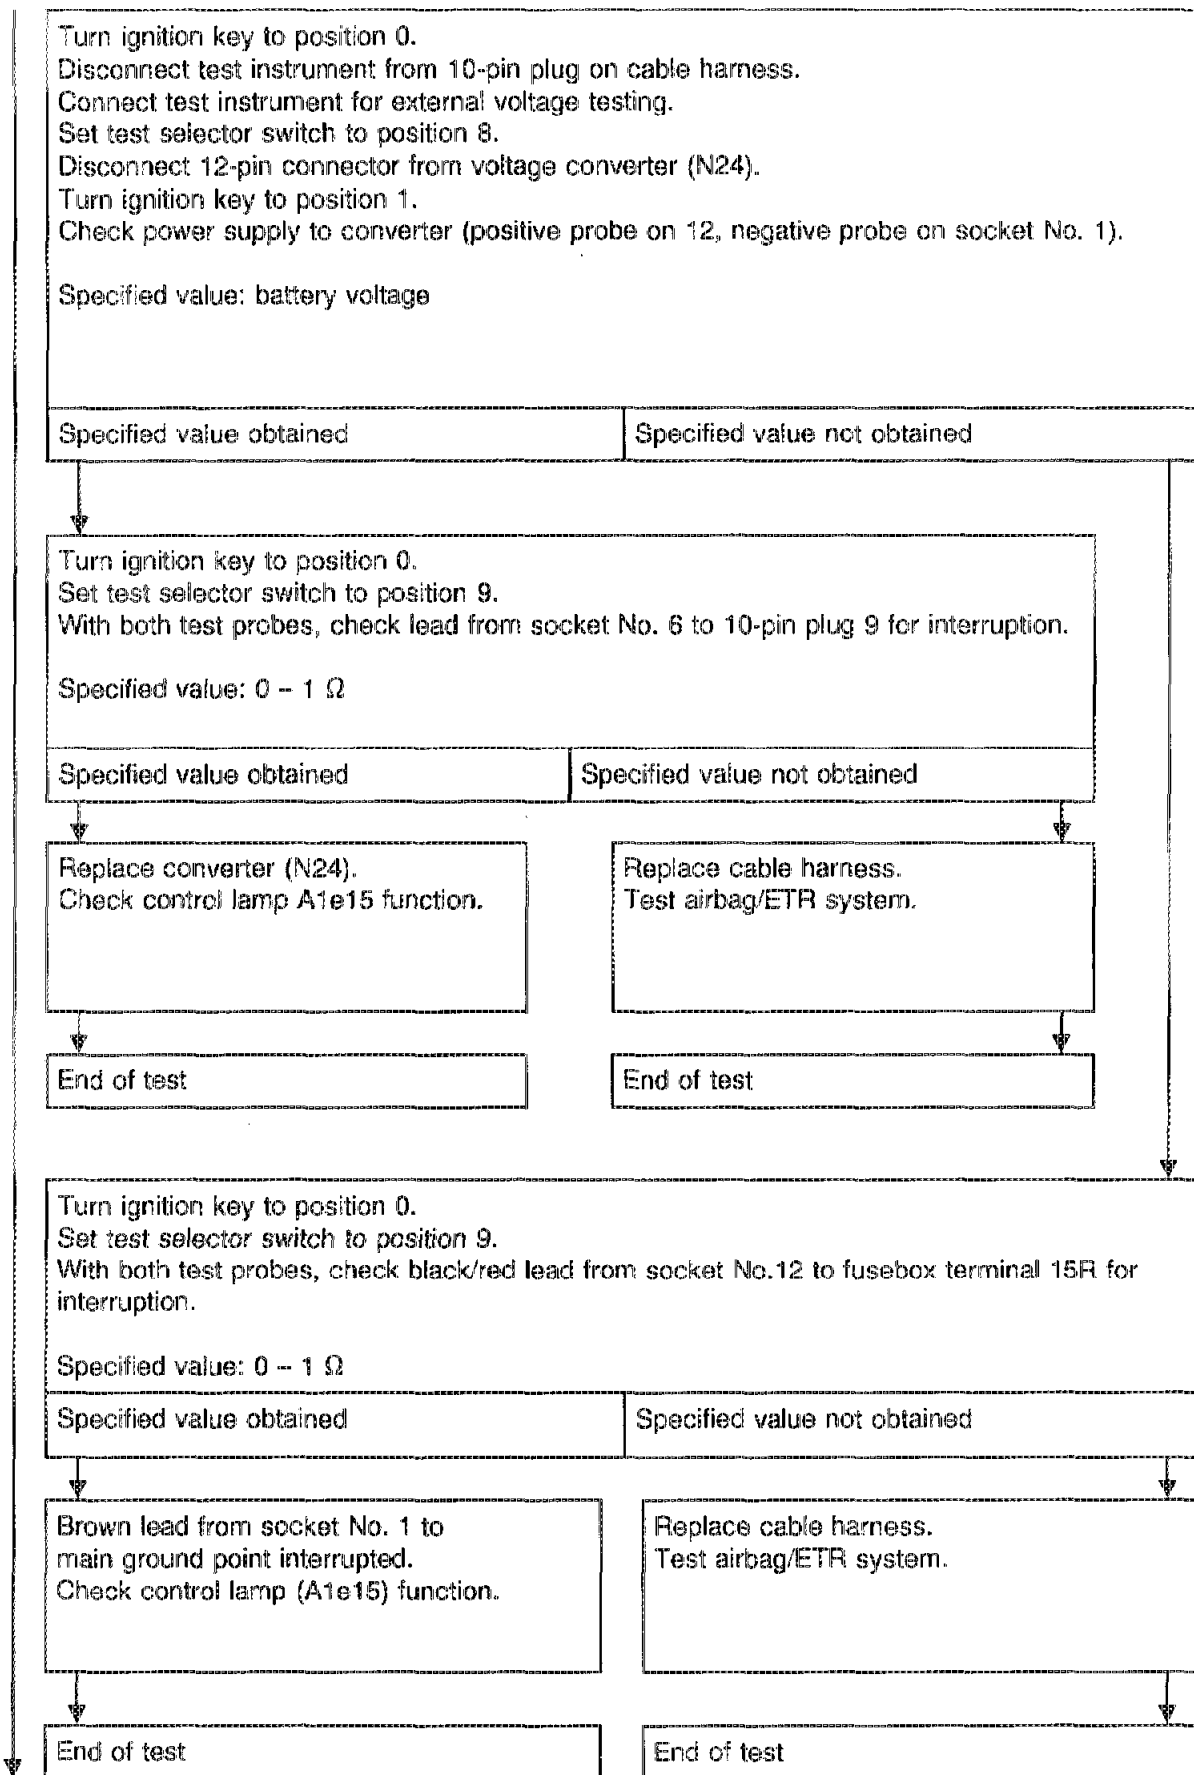 Turn ignition key to position 0.
Disconnect test instrument from 10-pin plug on cable harness.
Connect test instrument for external voltage testing.
Set test selector switch to position 8.
Disconnect 12-pin connector from voltage converter (N24).
Turn ignition key to position 1.
Check power supply to converter (positive probe on 12, negative probe on socket No. 1).
Specified value: battery voltage
Specified value obtained
Specified value not obtained
Turn ignition key to position 0.
Set test selector switch to position 9.
With both test probes, check lead from socket No. 6 to 10-pin plug 9 for interruption.
Specified value: 0 – 1 Ω
Specified value obtained
Specified value not obtained
Replace converter (N24).
Check control lamp A1e15 function.
Replace cable harness.
Test airbag/ETR system.
End of test
End of test
Turn ignition key to position 0.
Set test selector switch to position 9.
With both test probes, check black/red lead from socket No.12 to fusebox terminal 15R for
interruption.
Specified value: 0 – 1 Ω
Specified value obtained
Specified value not obtained
Brown lead from socket No. 1 to
main ground point interrupted.
Check control lamp (A1e15) function.
Replace cable harness.
Test airbag/ETR system.
End of test
End of test